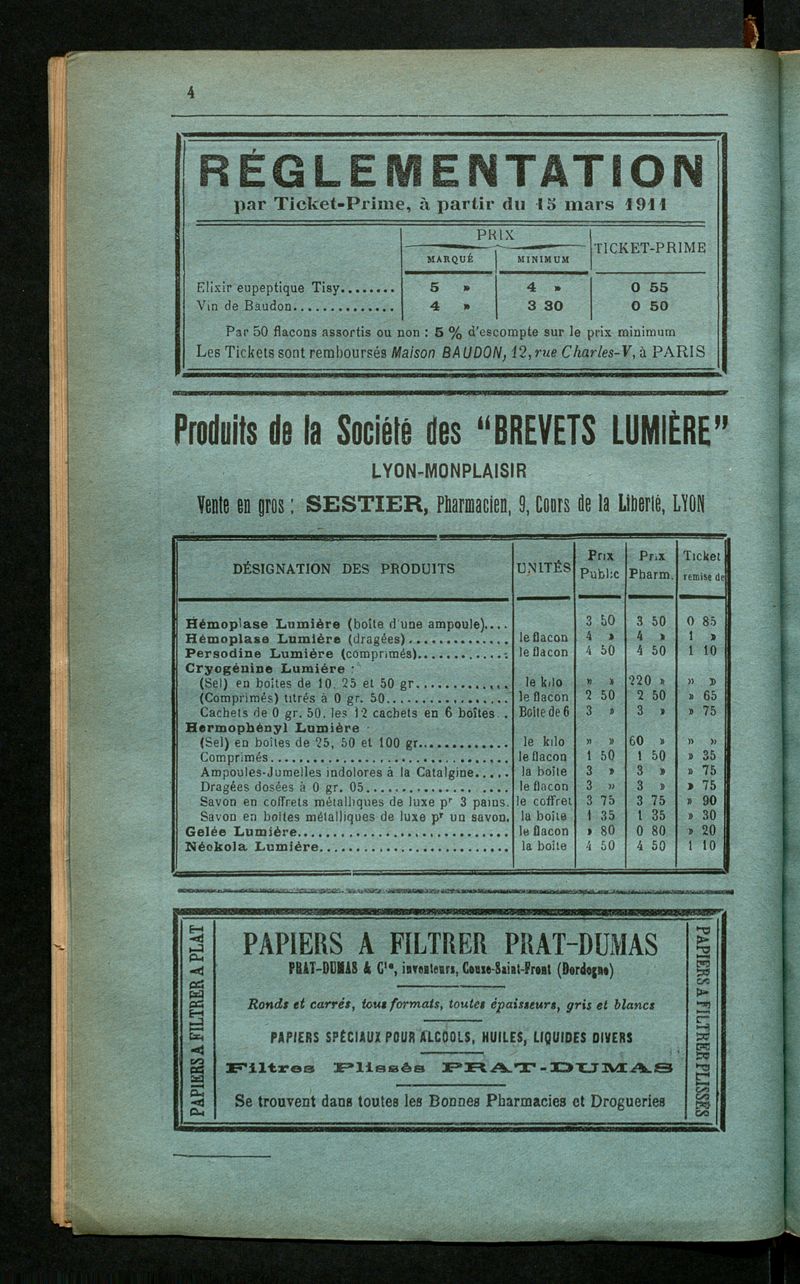 4
RÉGLEMENTATION
par Ticket-Prime, à partir du 15 mars 1911
PRIX
MARQUÉ MINIMUM TICKET-PRIME
Elixir eupeptique Tisy........ 5 » 4 » 0 55
Vin de Baudon.............. 4 » 3 30 0 50
Par 50 flacons assortis ou non : 5 % d'escompte sur le prix minimum
Les Tickets sont remboursés Maison BAUDON, 12, rue Charles-V, à PARIS
Produits de la Société des "BREVETS LUMIÈRE"
LYON-MONPLAISIR
Vente en gros : SESTIER, Pharmacien, 9, Cours de la Liberté, LYON
DÉSIGNATION DES PRODUITS UNITÉS Prix Public Prix Pharm. Ticket remise de
Hémoplase Lumière (boîte d'une ampoule).... 3 50 3 50 0 85
Hémoplase Lumière (dragées).............. le flacon 4 » 4 » 1 »
Persodine Lumière (comprimés)............. le flacon 4 50 4 50 1 10
Cryogénine Lumière :
(Sel) en boîtes de 10, 25 et 50 gr............. le kilo » » 220 » » »
(Comprimés) titrés à 0 gr. 50................. le flacon 2 50 2 50 » 65
Cachets de 0 gr. 50, les 12 cachets en 6 boîtes. . Boîte de 6 3 » 3 » » 75
Hermophényl Lumière :
(Sel) en boîtes de 25, 50 et 100 gr............. le kilo » » 60 » » »
Comprimés................................ le flacon 1 50 1 50 » 35
Ampoules-Jumelles indolores à la Catalgine..... la boîte 3 » 3 » » 75
Dragées dosées à 0 gr. 05................... le flacon 3 » 3 » » 75
Savon en coffrets métalliques de luxe pr 3 pains. le coffret 3 75 3 75 » 90
Savon en boîtes métalliques de luxe pr un savon. la boîte 1 35 1 35 » 30
Gelée Lumière............................ le flacon » 80 0 80 » 20
Néokola Lumière.......................... la boîte 4 50 4 50 1 10
PAPIERS A FILTRER A PLAT
PAPIERS A FILTRER PRAT-DUMAS
PRAT-DUMAS & Cie, inventeurs, Couze-Saint-Front (Dordogne)
Ronds et carrés, tous formats, toutes épaisseurs, gris et blancs
PAPIERS SPÉCIAUX POUR ALCOOLS, HUILES, LIQUIDES DIVERS
Filtres Plissés PRAT-DUMAS
Se trouvent dans toutes les Bonnes Pharmacies et Drogueries
PAPIERS A FILTRER PLISSÉS